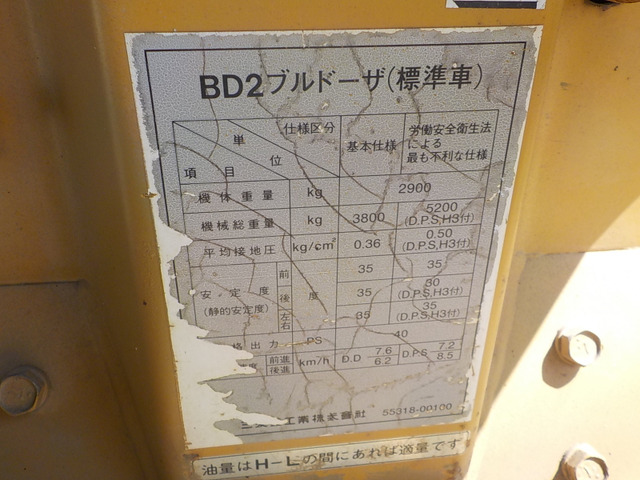 BD2ブルドーザ(標準車)
仕様区分
単位
項目
基本仕様
労働安全衛生法
による
最も不利な仕様
機体重量 kg 2900
機械総重量 kg 3800 5200
(D.P.S,H3付)
平均接地圧 kg/cm² 0.36 0.50
(D.P.S,H3付)
安定度
(静的安定度)
度
前 35 35
後 35 30
(D.P.S,H3付)
左右 35 35
(D.P.S,H3付)
出力 PS 40
前進
後進
km/h D.D 7.6
6.2
D.P.S 7.2
8.5
工業株式會社 55318-00100
油量はH-Lの間にあれば適量です